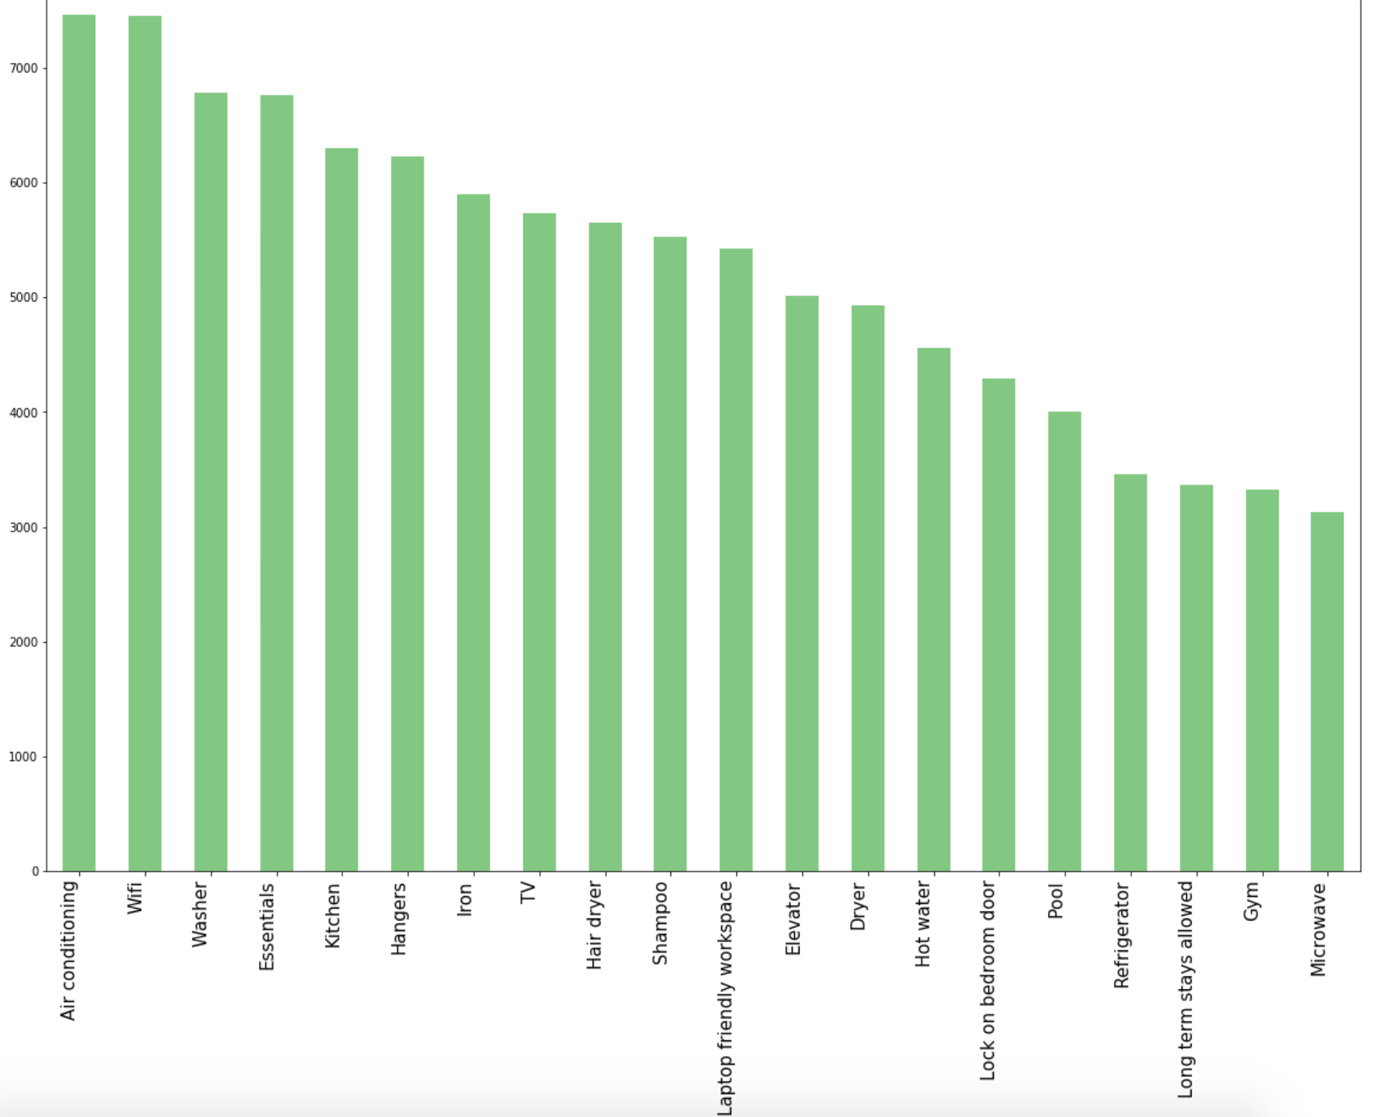 7000
6000
5000
4000
3000
2000
1000
0
Air conditioning
Wifi
Washer
Essentials
Kitchen
Hangers
Iron
TV
Hair dryer
Shampoo
Laptop friendly workspace
Elevator
Dryer
Hot water
Lock on bedroom door
Pool
Refrigerator
Long term stays allowed
Gym
Microwave